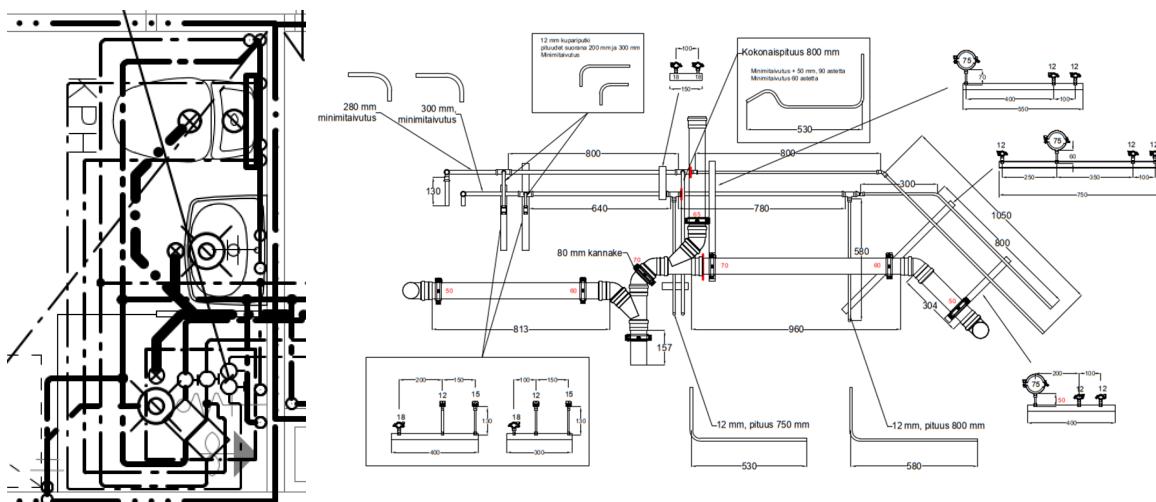 KPH
12 mm kupariputki
pituudet suorana 200 mm ja 300 mm
Minimitaivutus
280 mm
minimitaivutus
300 mm,
minimitaivutus
100
18 18
150
Kokonaispituus 800 mm
Minimitaivutus + 50 mm, 90 astetta
Minimitaivutus 60 astetta
530
75
12 12
70
400 100
550
12
75
12
60
250 350 100
750
800 800
130
300
640 780
1050
65
580
800
80 mm kannake
70
70 60
50 60
50
304
813 960
157
200 150
18 12 15
130
400
100 150
18 12 15
130
300
12 mm, pituus 750 mm
530
12 mm, pituus 800 mm
580
75
200 100
12 12
50
400